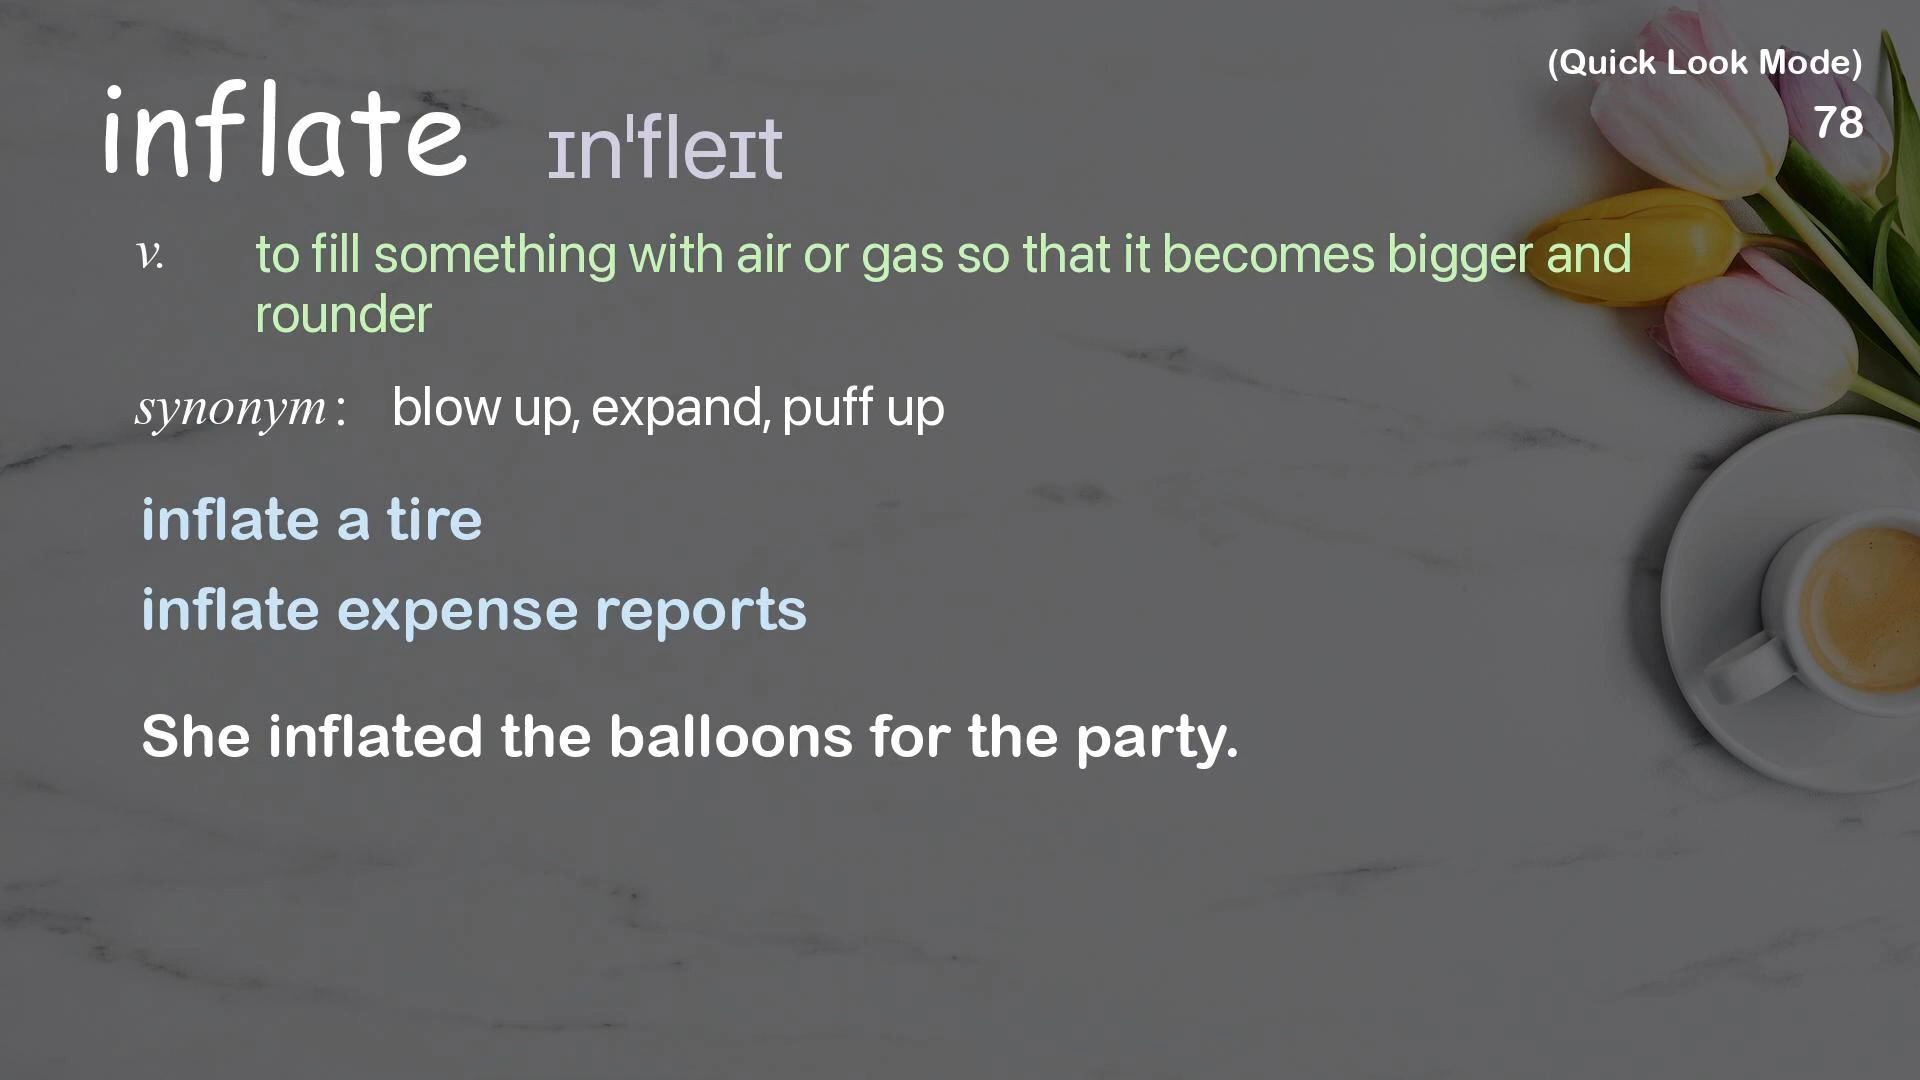 (Quick Look Mode)
78
inflate ɪnˈfleɪt
v. to fill something with air or gas so that it becomes bigger and
rounder
synonym : blow up, expand, puff up
inflate a tire
inflate expense reports
She inflated the balloons for the party.